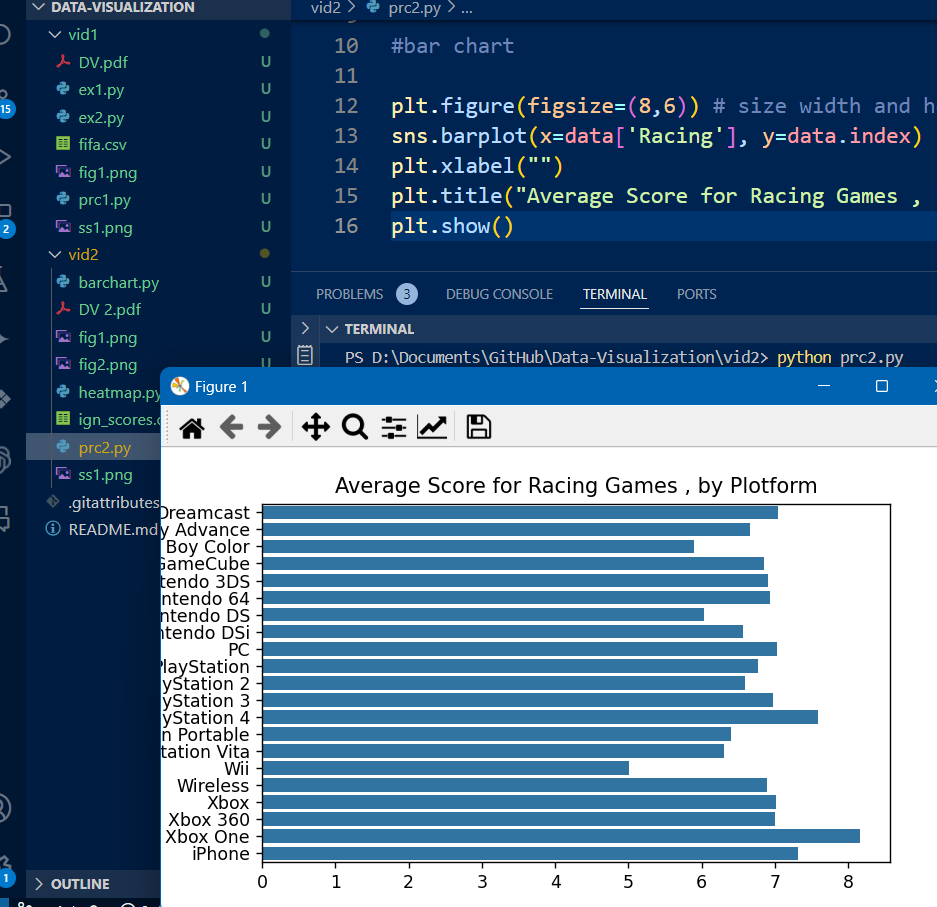 DATA-VISUALIZATION
vid1
DV.pdf U
ex1.py U
ex2.py U
fifa.csv U
fig1.png U
prc1.py U
ss1.png U
vid2
barchart.py U
DV 2.pdf U
fig1.png U
fig2.png U
heatmap.py
ign_scores.c
prc2.py
ss1.png
.gitattributes
README.md
OUTLINE
15
2
1
vid2 > prc2.py > ...
10 #bar chart
11
12 plt.figure(figsize=(8,6)) # size width and h
13 sns.barplot(x=data['Racing'], y=data.index)
14 plt.xlabel("")
15 plt.title("Average Score for Racing Games ,
16 plt.show()
PROBLEMS 3 DEBUG CONSOLE TERMINAL PORTS
TERMINAL
PS D:\Documents\GitHub\Data-Visualization\vid2> python prc2.py
Figure 1
Average Score for Racing Games , by Plotform
Dreamcast
y Advance
Boy Color
GameCube
tendo 3DS
ntendo 64
ntendo DS
ntendo DSi
PC
PlayStation
yStation 2
yStation 3
yStation 4
n Portable
tation Vita
Wii
Wireless
Xbox
Xbox 360
Xbox One
iPhone
0 1 2 3 4 5 6 7 8